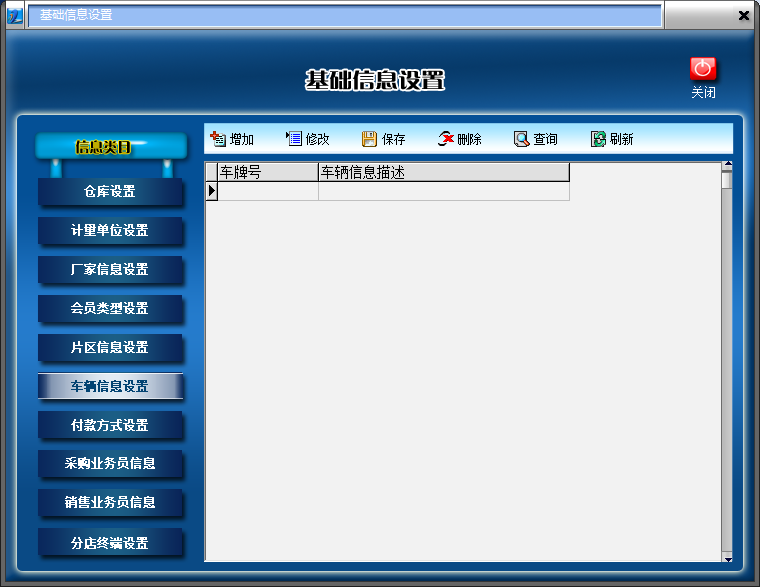 基础信息设置
基础信息设置
关闭
信息类目
仓库设置
计量单位设置
厂家信息设置
会员类型设置
片区信息设置
车辆信息设置
付款方式设置
采购业务员信息
销售业务员信息
分店终端设置
增加 修改 保存 删除 查询 刷新
车牌号 车辆信息描述